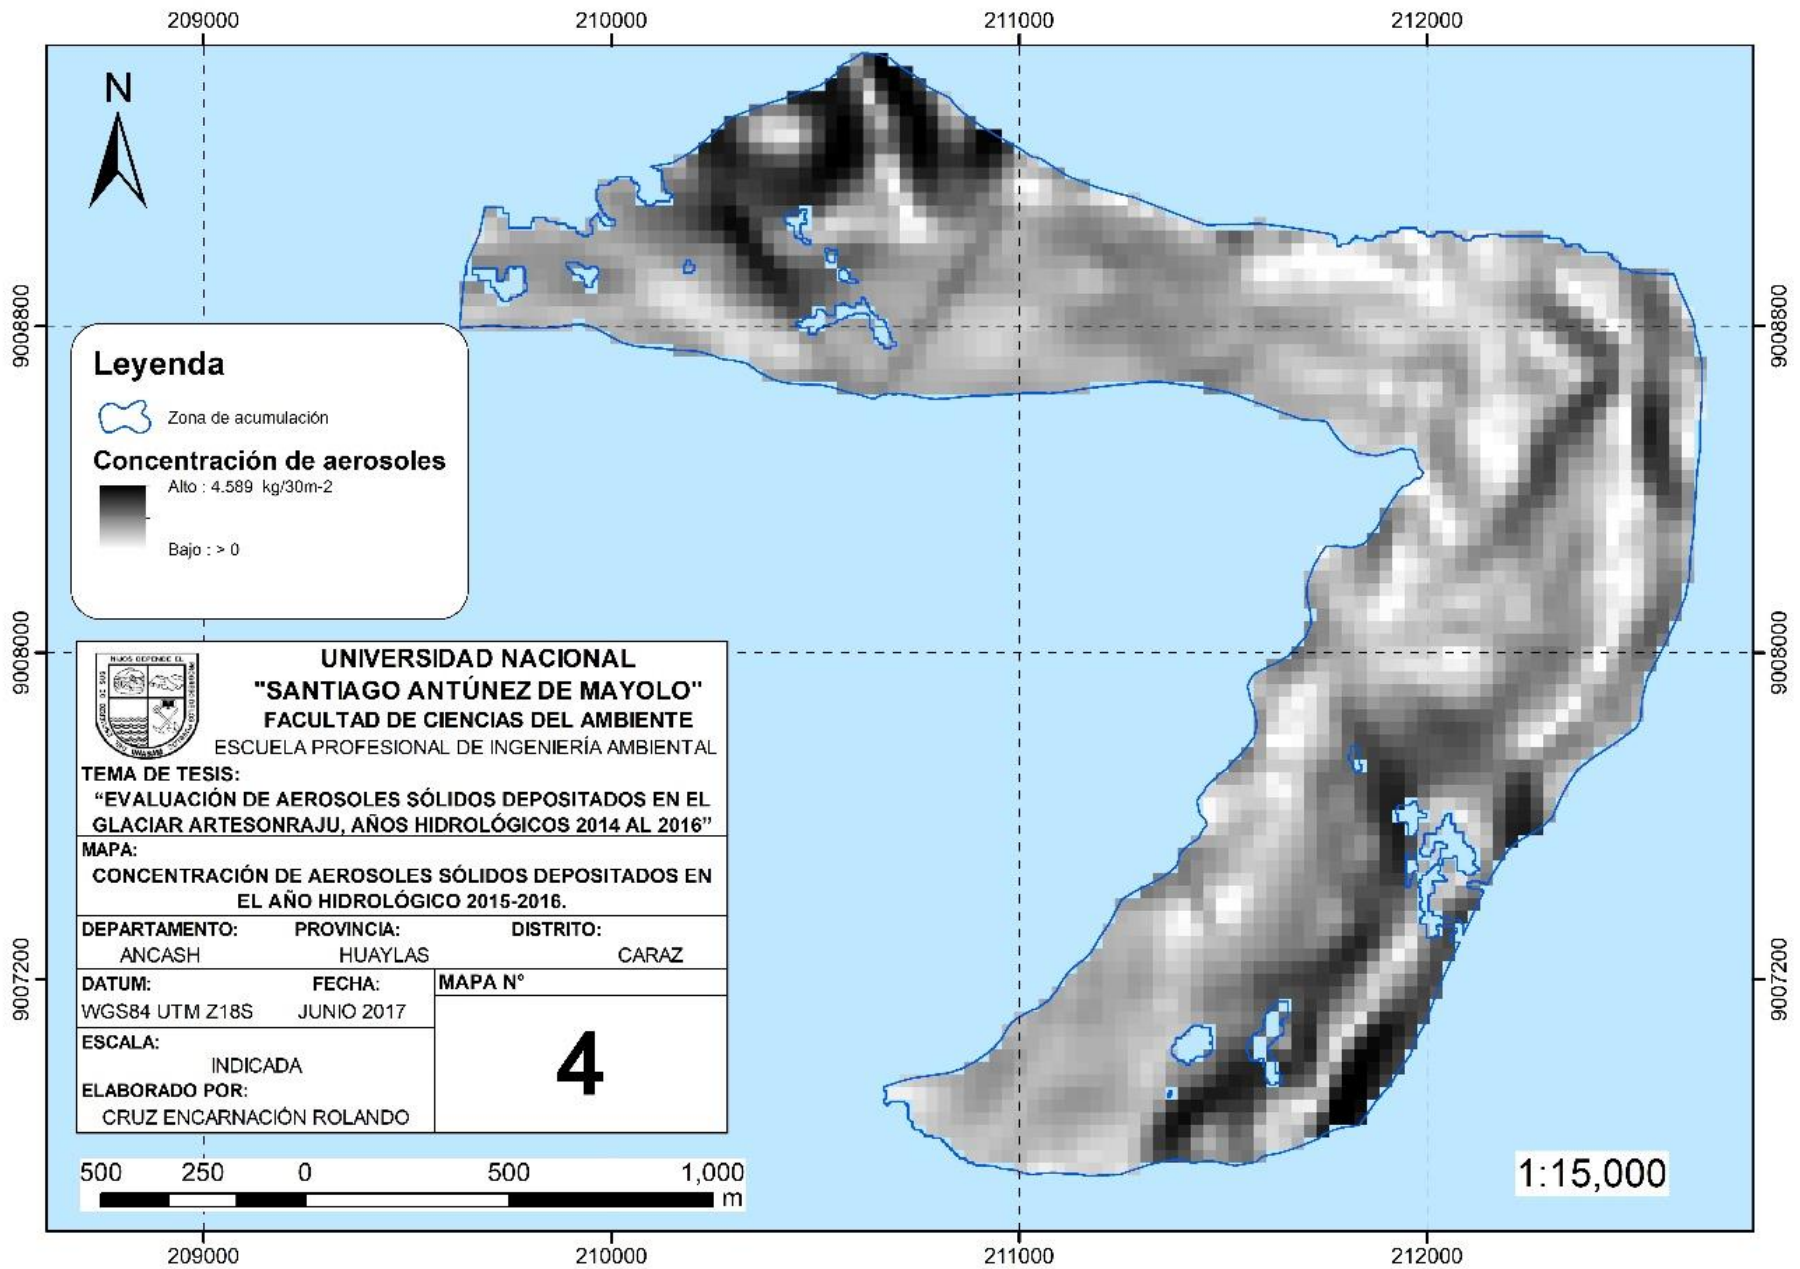 209000 210000 211000 212000
N
9008800 9008800
Leyenda
Zona de acumulación
Concentración de aerosoles
Alto : 4.589 kg/30m-2
Bajo : > 0
9008000 9008000
UNIVERSIDAD NACIONAL
"SANTIAGO ANTÚNEZ DE MAYOLO"
FACULTAD DE CIENCIAS DEL AMBIENTE
ESCUELA PROFESIONAL DE INGENIERÍA AMBIENTAL
TEMA DE TESIS:
“EVALUACIÓN DE AEROSOLES SÓLIDOS DEPOSITADOS EN EL
GLACIAR ARTESONRAJU, AÑOS HIDROLÓGICOS 2014 AL 2016”
MAPA:
CONCENTRACIÓN DE AEROSOLES SÓLIDOS DEPOSITADOS EN
EL AÑO HIDROLÓGICO 2015-2016.
DEPARTAMENTO: PROVINCIA: DISTRITO:
ANCASH HUAYLAS CARAZ
9007200 9007200
DATUM: FECHA: MAPA N°
WGS84 UTM Z18S JUNIO 2017
4
ESCALA:
INDICADA
ELABORADO POR:
CRUZ ENCARNACIÓN ROLANDO
500 250 0 500 1,000
m
1:15,000
209000 210000 211000 212000